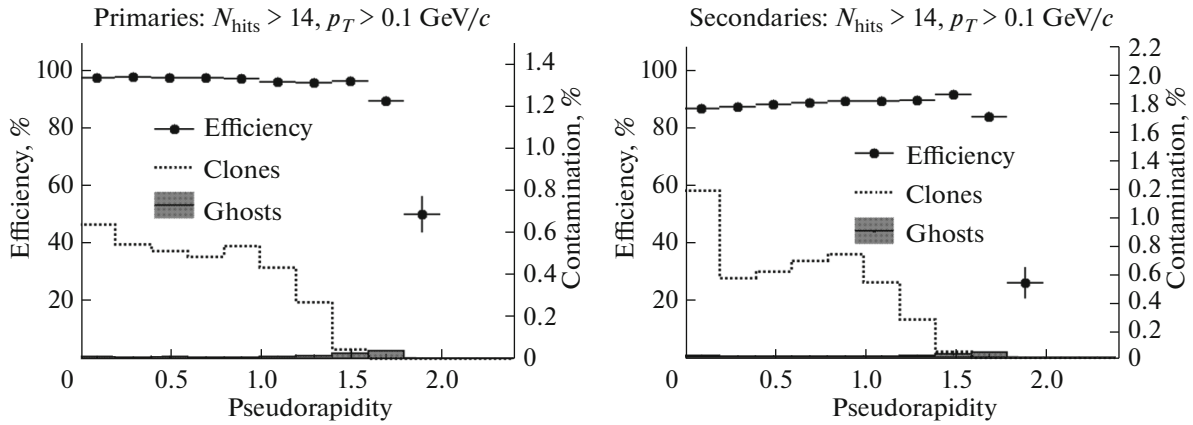 Primaries: N_hits > 14, p_T > 0.1 GeV/c
Efficiency, %
100
80
60
40
20
0
0.5
1.0
1.5
2.0
Pseudorapidity
1.4
1.2
1.0
0.8
0.6
0.4
0.2
0
Contamination, %
Efficiency
Clones
Ghosts
Secondaries: N_hits > 14, p_T > 0.1 GeV/c
Efficiency, %
100
80
60
40
20
0
0.5
1.0
1.5
2.0
Pseudorapidity
2.2
2.0
1.8
1.6
1.4
0.2
1.0
0.8
0.6
0.4
0.2
0
Contamination, %
Efficiency
Clones
Ghosts